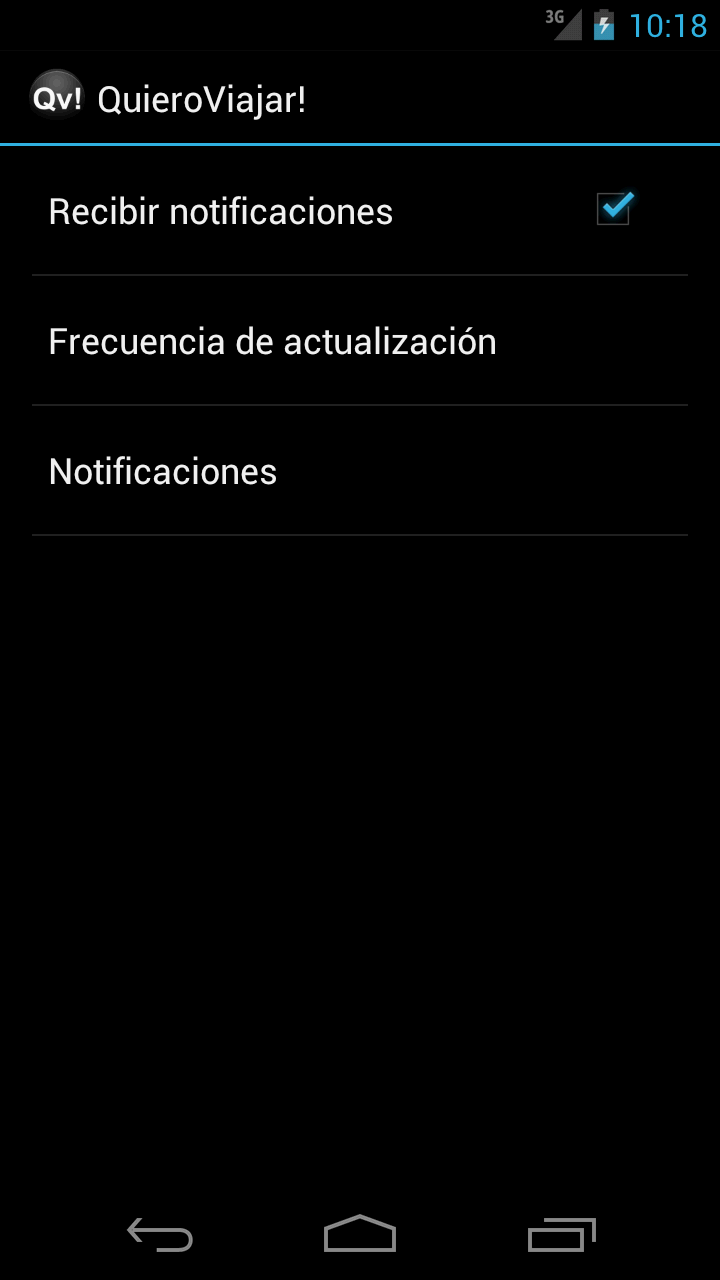 3G 10:18
Qv! QuieroViajar!
Recibir notificaciones
Frecuencia de actualización
Notificaciones